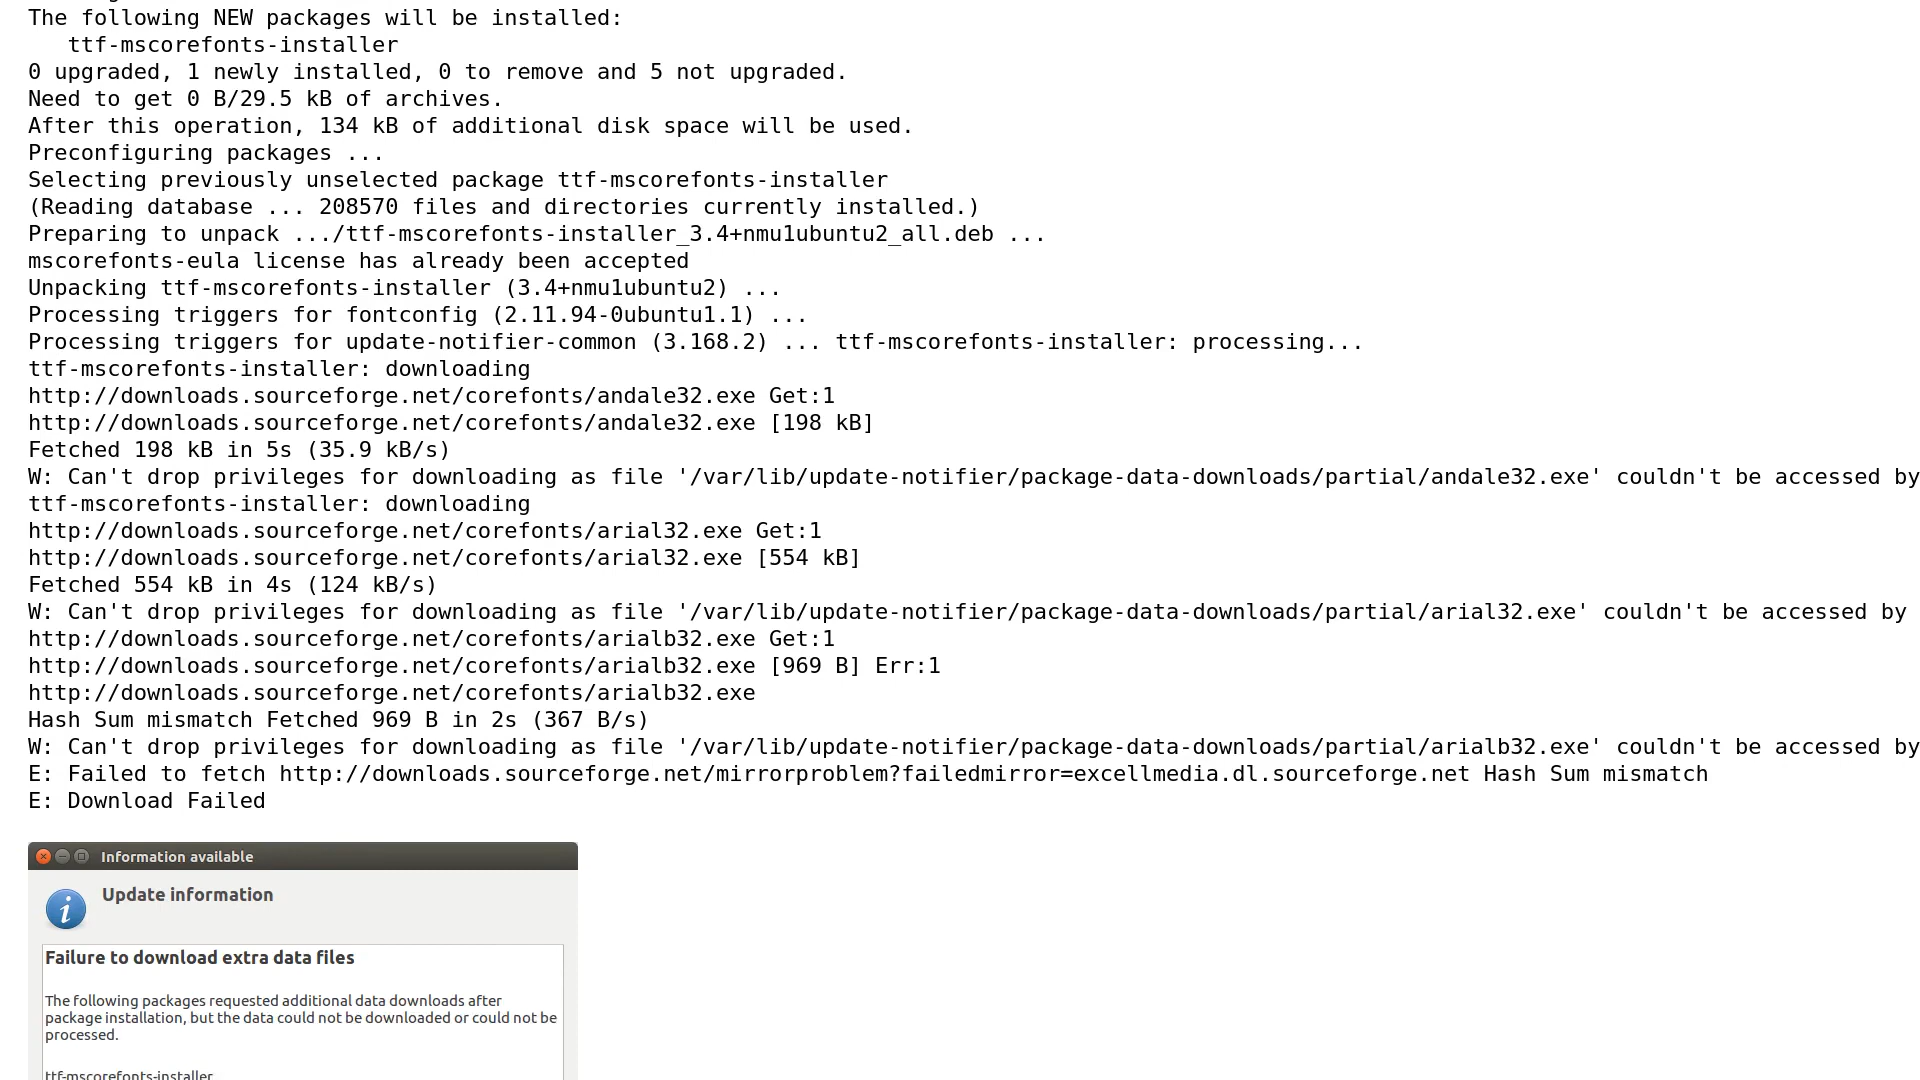 The following NEW packages will be installed:
ttf-mscorefonts-installer
0 upgraded, 1 newly installed, 0 to remove and 5 not upgraded.
Need to get 0 B/29.5 kB of archives.
After this operation, 134 kB of additional disk space will be used.
Preconfiguring packages ...
Selecting previously unselected package ttf-mscorefonts-installer
(Reading database ... 208570 files and directories currently installed.)
Preparing to unpack .../ttf-mscorefonts-installer_3.4+nmu1ubuntu2_all.deb ...
mscorefonts-eula license has already been accepted
Unpacking ttf-mscorefonts-installer (3.4+nmu1ubuntu2) ...
Processing triggers for fontconfig (2.11.94-0ubuntu1.1) ...
Processing triggers for update-notifier-common (3.168.2) ... ttf-mscorefonts-installer: processing...
ttf-mscorefonts-installer: downloading
http://downloads.sourceforge.net/corefonts/andale32.exe Get:1
http://downloads.sourceforge.net/corefonts/andale32.exe [198 kB]
Fetched 198 kB in 5s (35.9 kB/s)
W: Can't drop privileges for downloading as file '/var/lib/update-notifier/package-data-downloads/partial/andale32.exe' couldn't be accessed by
ttf-mscorefonts-installer: downloading
http://downloads.sourceforge.net/corefonts/arial32.exe Get:1
http://downloads.sourceforge.net/corefonts/arial32.exe [554 kB]
Fetched 554 kB in 4s (124 kB/s)
W: Can't drop privileges for downloading as file '/var/lib/update-notifier/package-data-downloads/partial/arial32.exe' couldn't be accessed by
http://downloads.sourceforge.net/corefonts/arialb32.exe Get:1
http://downloads.sourceforge.net/corefonts/arialb32.exe [969 B] Err:1
http://downloads.sourceforge.net/corefonts/arialb32.exe
Hash Sum mismatch Fetched 969 B in 2s (367 B/s)
W: Can't drop privileges for downloading as file '/var/lib/update-notifier/package-data-downloads/partial/arialb32.exe' couldn't be accessed by
E: Failed to fetch http://downloads.sourceforge.net/mirrorproblem?failedmirror=excellmedia.dl.sourceforge.net Hash Sum mismatch
E: Download Failed
Information available
Update information
Failure to download extra data files
The following packages requested additional data downloads after
package installation, but the data could not be downloaded or could not be
processed.
ttf-mscorefonts-installer